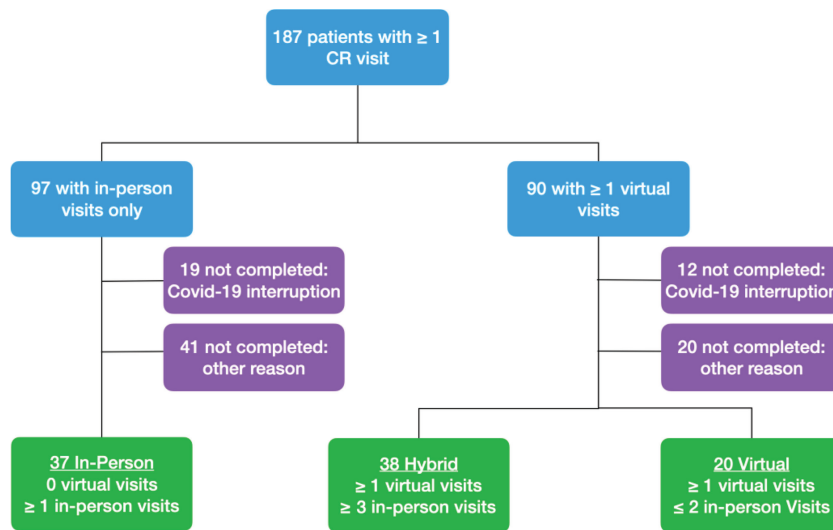 187 patients with ≥ 1
CR visit
97 with in-person
visits only
90 with ≥ 1 virtual
visits
19 not completed:
Covid-19 interruption
12 not completed:
Covid-19 interruption
41 not completed:
other reason
20 not completed:
other reason
37 In-Person
0 virtual visits
≥ 1 in-person visits
38 Hybrid
≥ 1 virtual visits
≥ 3 in-person visits
20 Virtual
≥ 1 virtual visits
≤ 2 in-person Visits